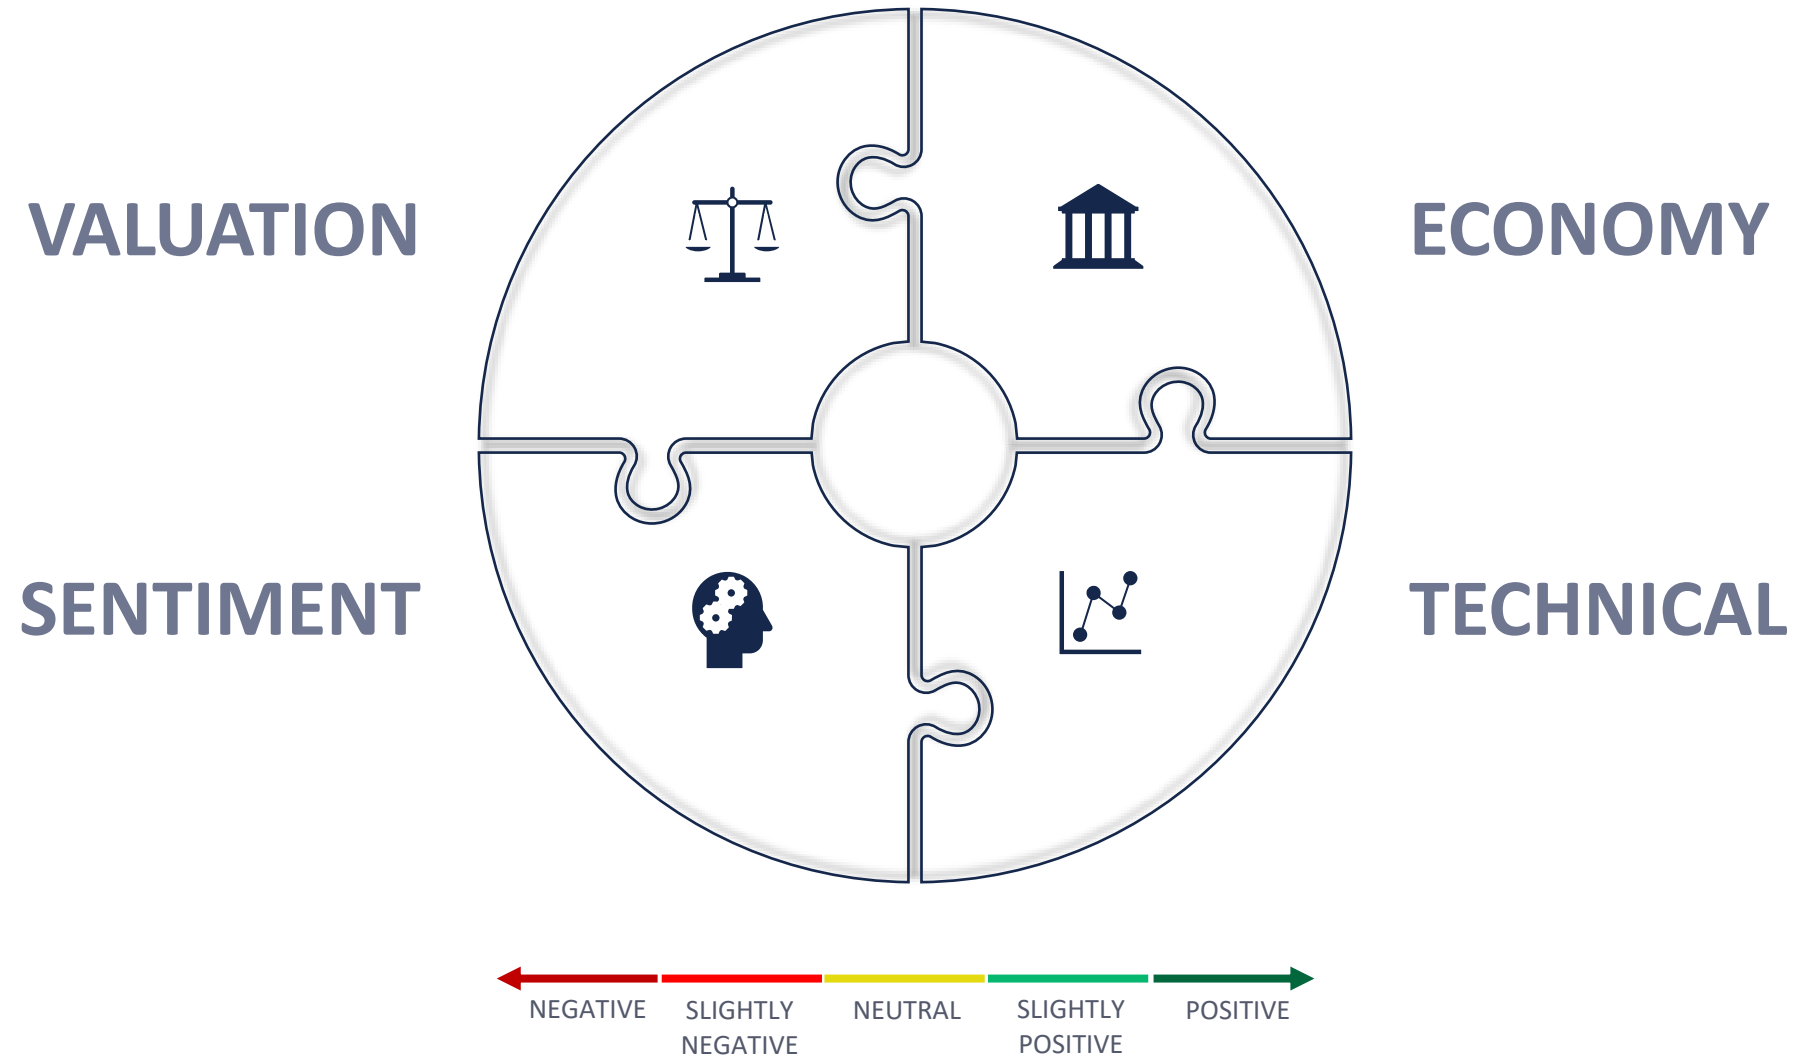 VALUATION
ECONOMY
SENTIMENT
TECHNICAL
NEGATIVE
SLIGHTLY
NEGATIVE
NEUTRAL
SLIGHTLY
POSITIVE
POSITIVE